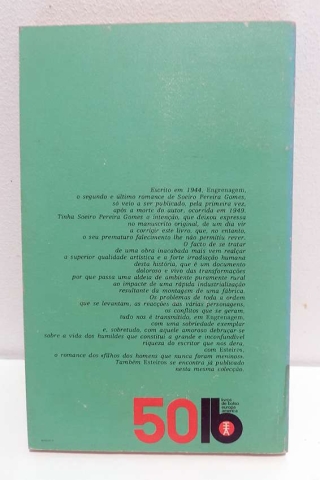 Escrito em 1944, Engrenagem,
o segundo e último romance de Soeiro Pereira Gomes,
só veio a ser publicado, pela primeira vez,
após a morte do autor, ocorrida em 1949.
Tinha Soeiro Pereira Gomes a intenção, que deixou expressa
no manuscrito original, de um dia vir
a corrigir este livro, que, no entanto,
o seu prematuro falecimento lhe não permitiu rever.
O facto de se tratar
de uma obra inacabada mais vem realçar
a superior qualidade artística e a forte irradiação humana
desta história, que é um documento
doloroso e vivo das transformações
por que passa uma aldeia de ambiente puramente rural
ao impacte de uma rápida industrialização
resultante da montagem de uma fábrica.
Os problemas de toda a ordem
que se levantam, as reacções das várias personagens,
os conflitos que se geram,
tudo nos é transmitido, em Engrenagem,
com uma sobriedade exemplar
e, sobretudo, com aquele amoroso debruçar-se
sobre a vida dos humildes que constitui a grande e inconfundível
riqueza do escritor que nos dera,
com Esteiros,
o romance dos «filhos dos homens que nunca foram meninos».
Também Esteiros se encontra já publicado
nesta mesma colecção.
50 lb
livros
de bolso
europa
américa